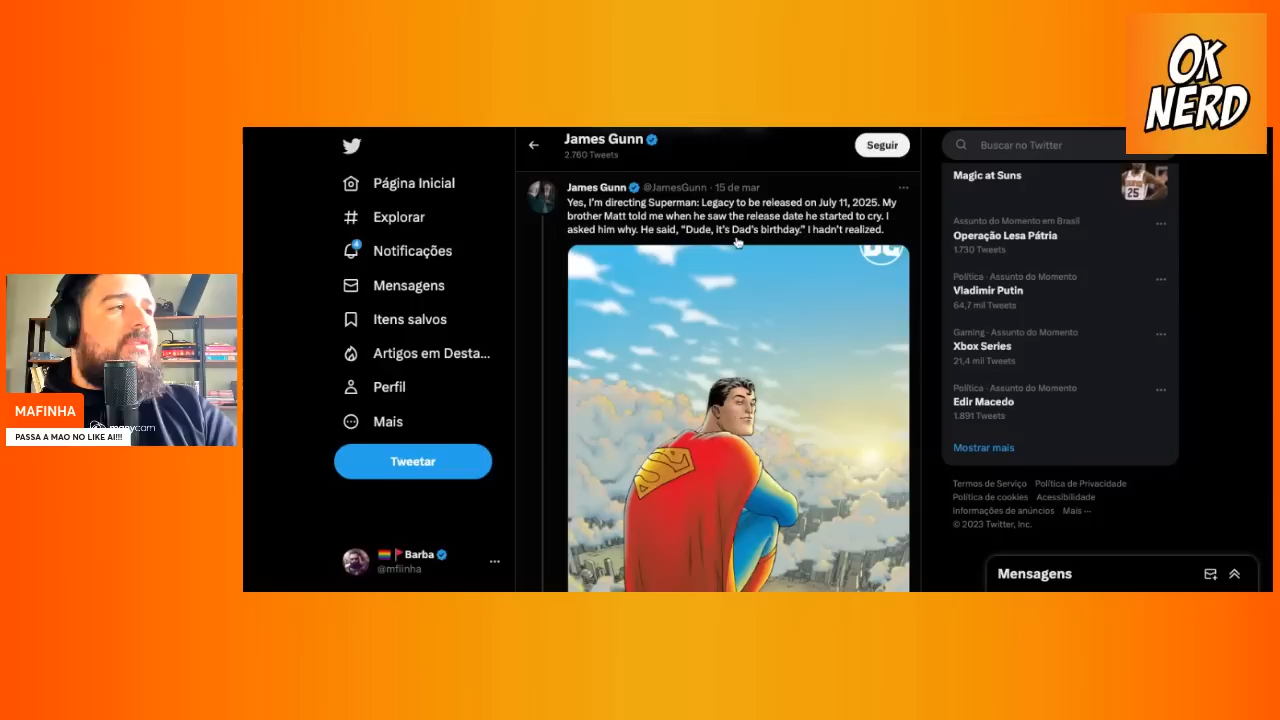 OK
NERD
James Gunn
2.760 Tweets
Seguir
Buscar no Twitter
Página Inicial
Explorar
4
Notificações
Mensagens
Itens salvos
Artigos em Desta...
Perfil
Mais
Tweetar
Barba
@mfiinha
James Gunn @JamesGunn · 15 de mar
Yes, I'm directing Superman: Legacy to be released on July 11, 2025. My
brother Matt told me when he saw the release date he started to cry. I
asked him why. He said, “Dude, it's Dad's birthday.” I hadn't realized.
DC
S
Magic at Suns
25
Assunto do Momento em Brasil
Operação Lesa Pátria
1.730 Tweets
Política · Assunto do Momento
Vladimir Putin
64,7 mil Tweets
Gaming · Assunto do Momento
Xbox Series
21,4 mil Tweets
Política · Assunto do Momento
Edir Macedo
1.891 Tweets
Mostrar mais
Termos de Serviço Política de Privacidade
Política de cookies Acessibilidade
Informações de anúncios Mais ···
© 2023 Twitter, Inc.
Mensagens
MAFINHA
manycam
PASSA A MAO NO LIKE AI!!!